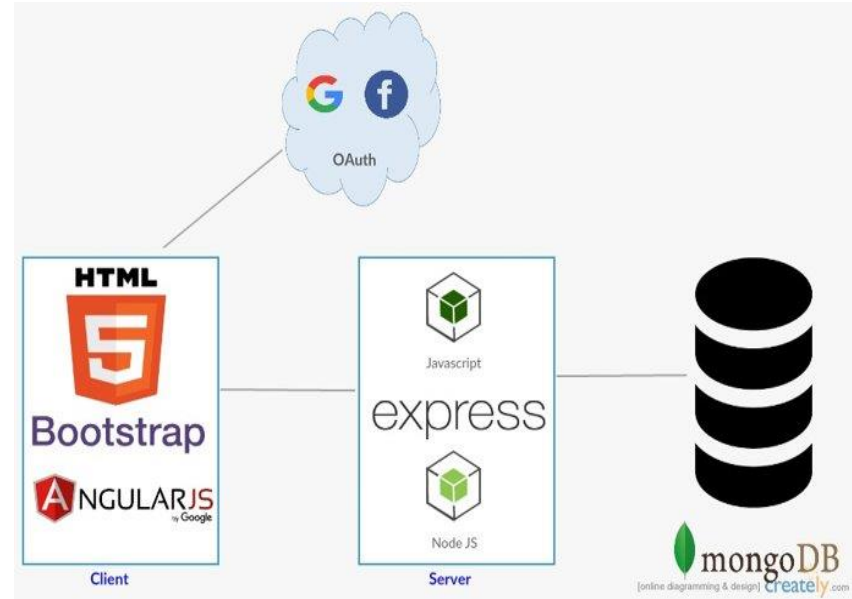 G f
OAuth
HTML
5
Bootstrap
ANGULARJS
by Google
Client
Javascript
express
Node JS
Server
mongoDB
[online diagramming & design] creately.com